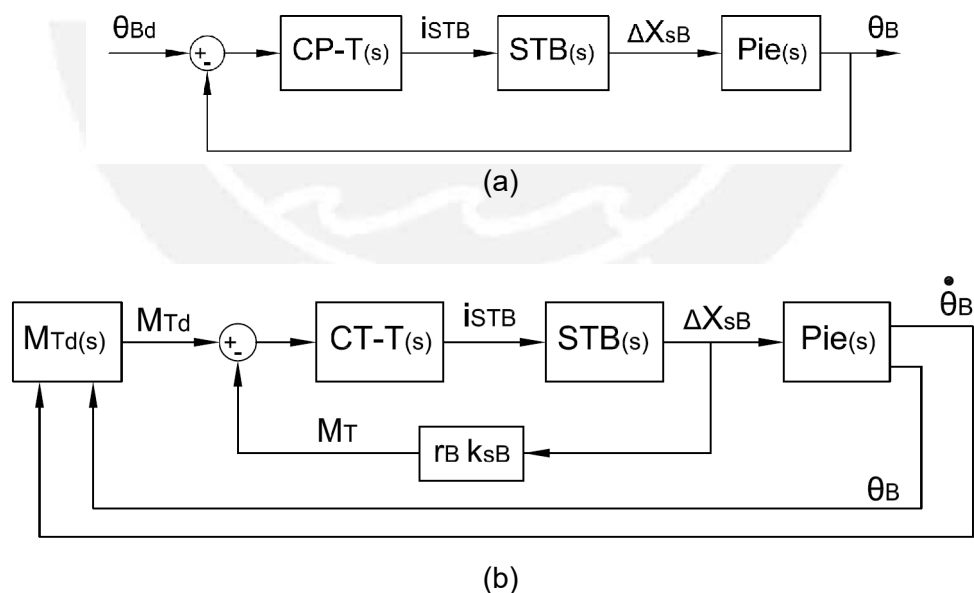 θBd
+
-
CP-T(s)
iSTB
STB(s)
ΔXsB
Pie(s)
θB
(a)
MTd(s)
MTd
+
-
CT-T(s)
iSTB
STB(s)
ΔXsB
Pie(s)
θ̇B
MT
rB ksB
θB
(b)